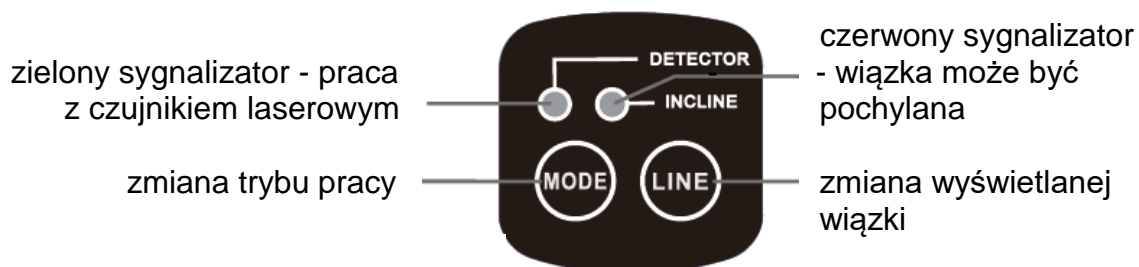 zielony sygnalizator - praca
z czujnikiem laserowym
DETECTOR
INCLINE
czerwony sygnalizator
- wiązka może być
pochylana
zmiana trybu pracy
MODE
LINE
zmiana wyświetlanej
wiązki